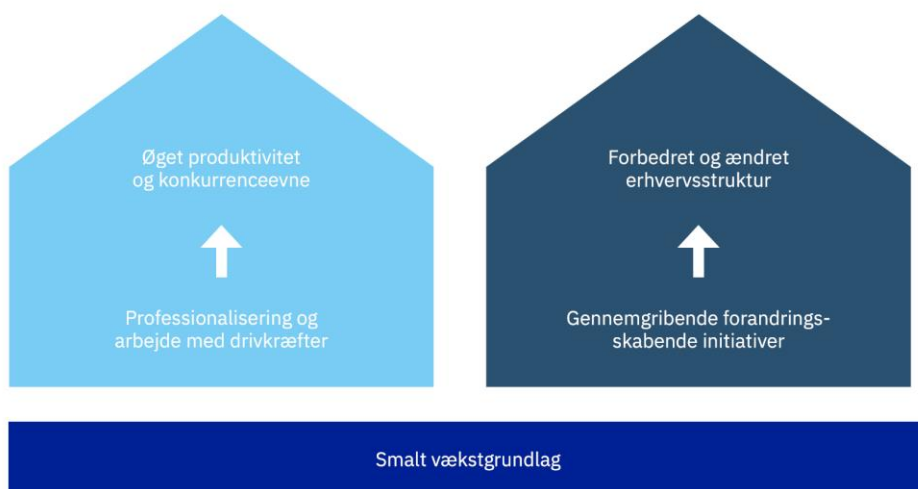 Øget produktivitet
og konkurrenceevne
Professionalisering og
arbejde med drivkræfter
Forbedret og ændret
erhvervsstruktur
Gennemgribende forandrings-
skabende initiativer
Smalt vækstgrundlag